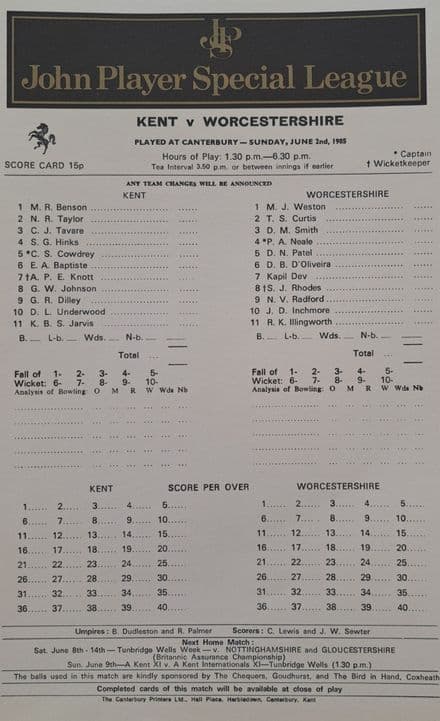 JPS
John Player Special League
KENT v WORCESTERSHIRE
PLAYED AT CANTERBURY — SUNDAY, JUNE 2nd, 1985
Hours of Play: 1.30 p.m.—6.30 p.m.
* Captain
SCORE CARD 15p
Tea Interval 3.50 p.m. or between innings if earlier
† Wicketkeeper
ANY TEAM CHANGES WILL BE ANNOUNCED
KENT
1 M. R. Benson
2 N. R. Taylor
3 C. J. Tavare
4 S. G. Hinks
5 *C. S. Cowdrey
6 E. A. Baptiste
7 †A. P. E. Knott
8 G. W. Johnson
9 G. R. Dilley
10 D. L. Underwood
11 K. B. S. Jarvis
B. L-b. Wds. N-b.
Total ...
Fall of 1- 2- 3- 4- 5-
Wicket: 6- 7- 8- 9- 10-
Analysis of Bowling: O M R W Wds Nb
WORCESTERSHIRE
1 M. J. Weston
2 T. S. Curtis
3 D. M. Smith
4 *P. A. Neale
5 D. N. Patel
6 D. B. D'Oliveira
7 Kapil Dev
8 †S. J. Rhodes
9 N. V. Radford
10 J. D. Inchmore
11 R. K. Illingworth
B. L-b. Wds. N-b.
Total ...
Fall of 1- 2- 3- 4- 5-
Wicket: 6- 7- 8- 9- 10-
Analysis of Bowling: O M R W Wds Nb
KENT SCORE PER OVER WORCESTERSHIRE
1...... 2...... 3...... 4...... 5...... 1...... 2...... 3...... 4...... 5......
6...... 7...... 8...... 9...... 10...... 6...... 7...... 8...... 9...... 10......
11...... 12...... 13...... 14...... 15...... 11...... 12...... 13...... 14...... 15......
16...... 17...... 18...... 19...... 20...... 16...... 17...... 18...... 19...... 20......
21...... 22...... 23...... 24...... 25...... 21...... 22...... 23...... 24...... 25......
26...... 27...... 28...... 29...... 30...... 26...... 27...... 28...... 29...... 30......
31...... 32...... 33...... 34...... 35...... 31...... 32...... 33...... 34...... 35......
36...... 37...... 38...... 39...... 40...... 36...... 37...... 38...... 39...... 40......
Umpires: B. Dudleston and R. Palmer Scorers: C. Lewis and J. W. Sewter
Next Home Match:
Sat. June 8th - 14th — Tunbridge Wells Week — v. NOTTINGHAMSHIRE and GLOUCESTERSHIRE
(Britannic Assurance Championship)
Sun. June 9th—A Kent XI v. A Kent Internationals XI—Tunbridge Wells (1.30 p.m.)
The balls used in this match are kindly sponsored by The Chequers, Goudhurst, and The Bird in Hand, Coxheath
Completed cards of this match will be available at close of play
The Canterbury Printers Ltd., Hall Place, Harbledown, Canterbury, Kent